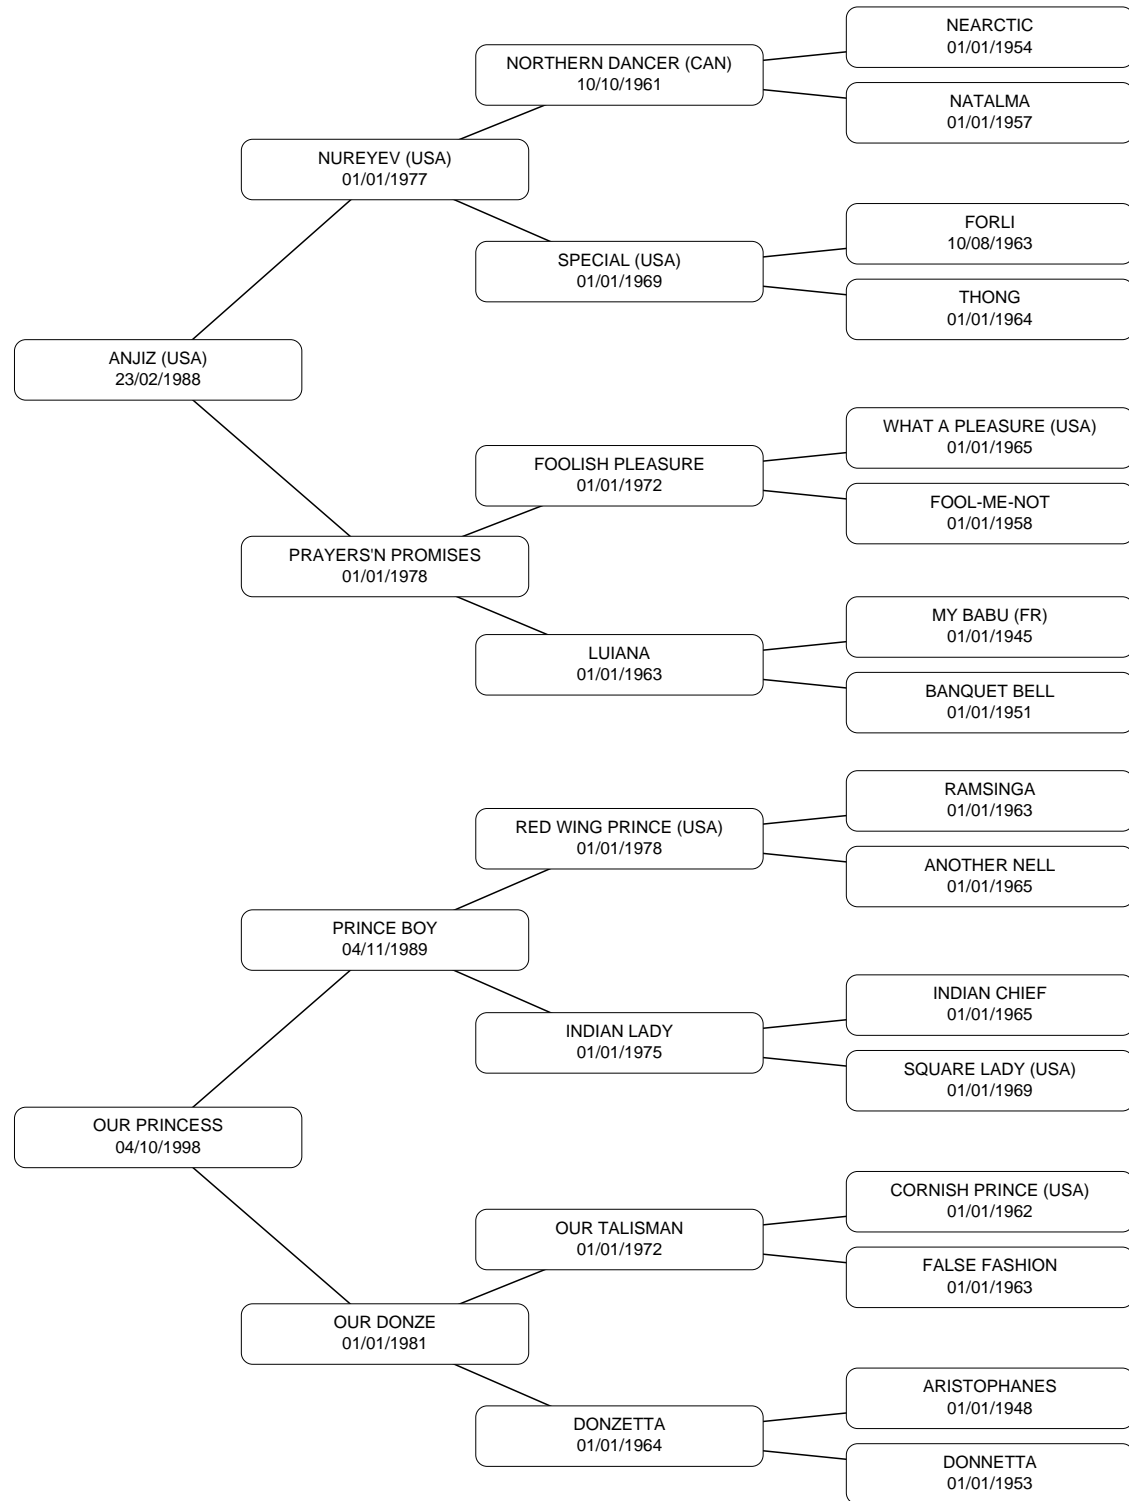 NEARCTIC
01/01/1954
NORTHERN DANCER (CAN)
10/10/1961
NATALMA
01/01/1957
NUREYEV (USA)
01/01/1977
FORLI
10/08/1963
SPECIAL (USA)
01/01/1969
THONG
01/01/1964
ANJIZ (USA)
23/02/1988
WHAT A PLEASURE (USA)
01/01/1965
FOOLISH PLEASURE
01/01/1972
FOOL-ME-NOT
01/01/1958
PRAYERS'N PROMISES
01/01/1978
MY BABU (FR)
01/01/1945
LUIANA
01/01/1963
BANQUET BELL
01/01/1951
RAMSINGA
01/01/1963
RED WING PRINCE (USA)
01/01/1978
ANOTHER NELL
01/01/1965
PRINCE BOY
04/11/1989
INDIAN CHIEF
01/01/1965
INDIAN LADY
01/01/1975
SQUARE LADY (USA)
01/01/1969
OUR PRINCESS
04/10/1998
CORNISH PRINCE (USA)
01/01/1962
OUR TALISMAN
01/01/1972
FALSE FASHION
01/01/1963
OUR DONZE
01/01/1981
ARISTOPHANES
01/01/1948
DONZETTA
01/01/1964
DONNETTA
01/01/1953